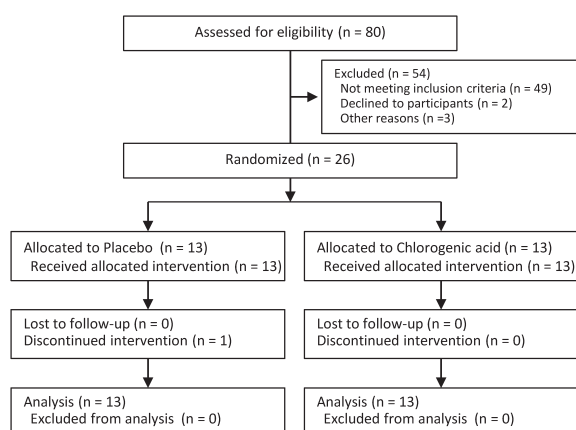 Assessed for eligibility (n = 80)
Excluded (n = 54)
Not meeting inclusion criteria (n = 49)
Declined to participants (n = 2)
Other reasons (n =3)
Randomized (n = 26)
Allocated to Placebo (n = 13)
Received allocated intervention (n = 13)
Allocated to Chlorogenic acid (n = 13)
Received allocated intervention (n = 13)
Lost to follow-up (n = 0)
Discontinued intervention (n = 1)
Lost to follow-up (n = 0)
Discontinued intervention (n = 0)
Analysis (n = 13)
Excluded from analysis (n = 0)
Analysis (n = 13)
Excluded from analysis (n = 0)